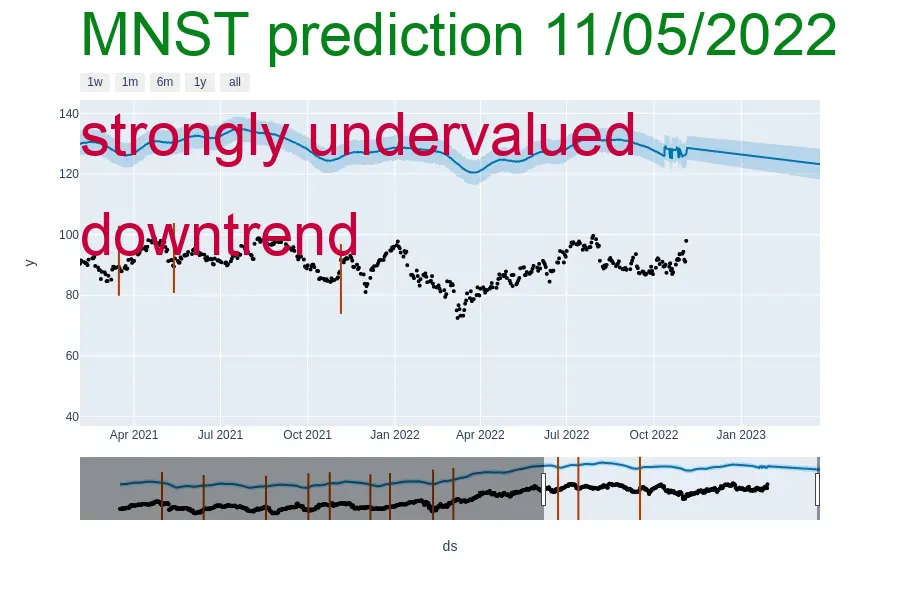 MNST prediction 11/05/2022
1w 1m 6m 1y all
strongly undervalued
downtrend
140
120
100
80
60
40
y
Apr 2021 Jul 2021 Oct 2021 Jan 2022 Apr 2022 Jul 2022 Oct 2022 Jan 2023
ds